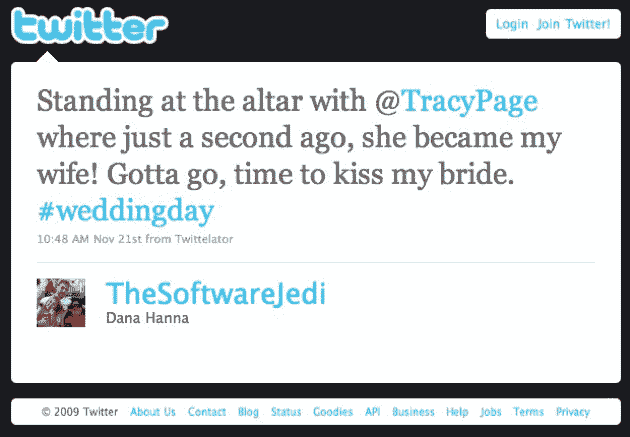 twitter
Login Join Twitter!
Standing at the altar with @TracyPage
where just a second ago, she became my
wife! Gotta go, time to kiss my bride.
#weddingday
10:48 AM Nov 21st from Twittelator
TheSoftwareJedi
Dana Hanna
© 2009 Twitter About Us Contact Blog Status Goodies API Business Help Jobs Terms Privacy